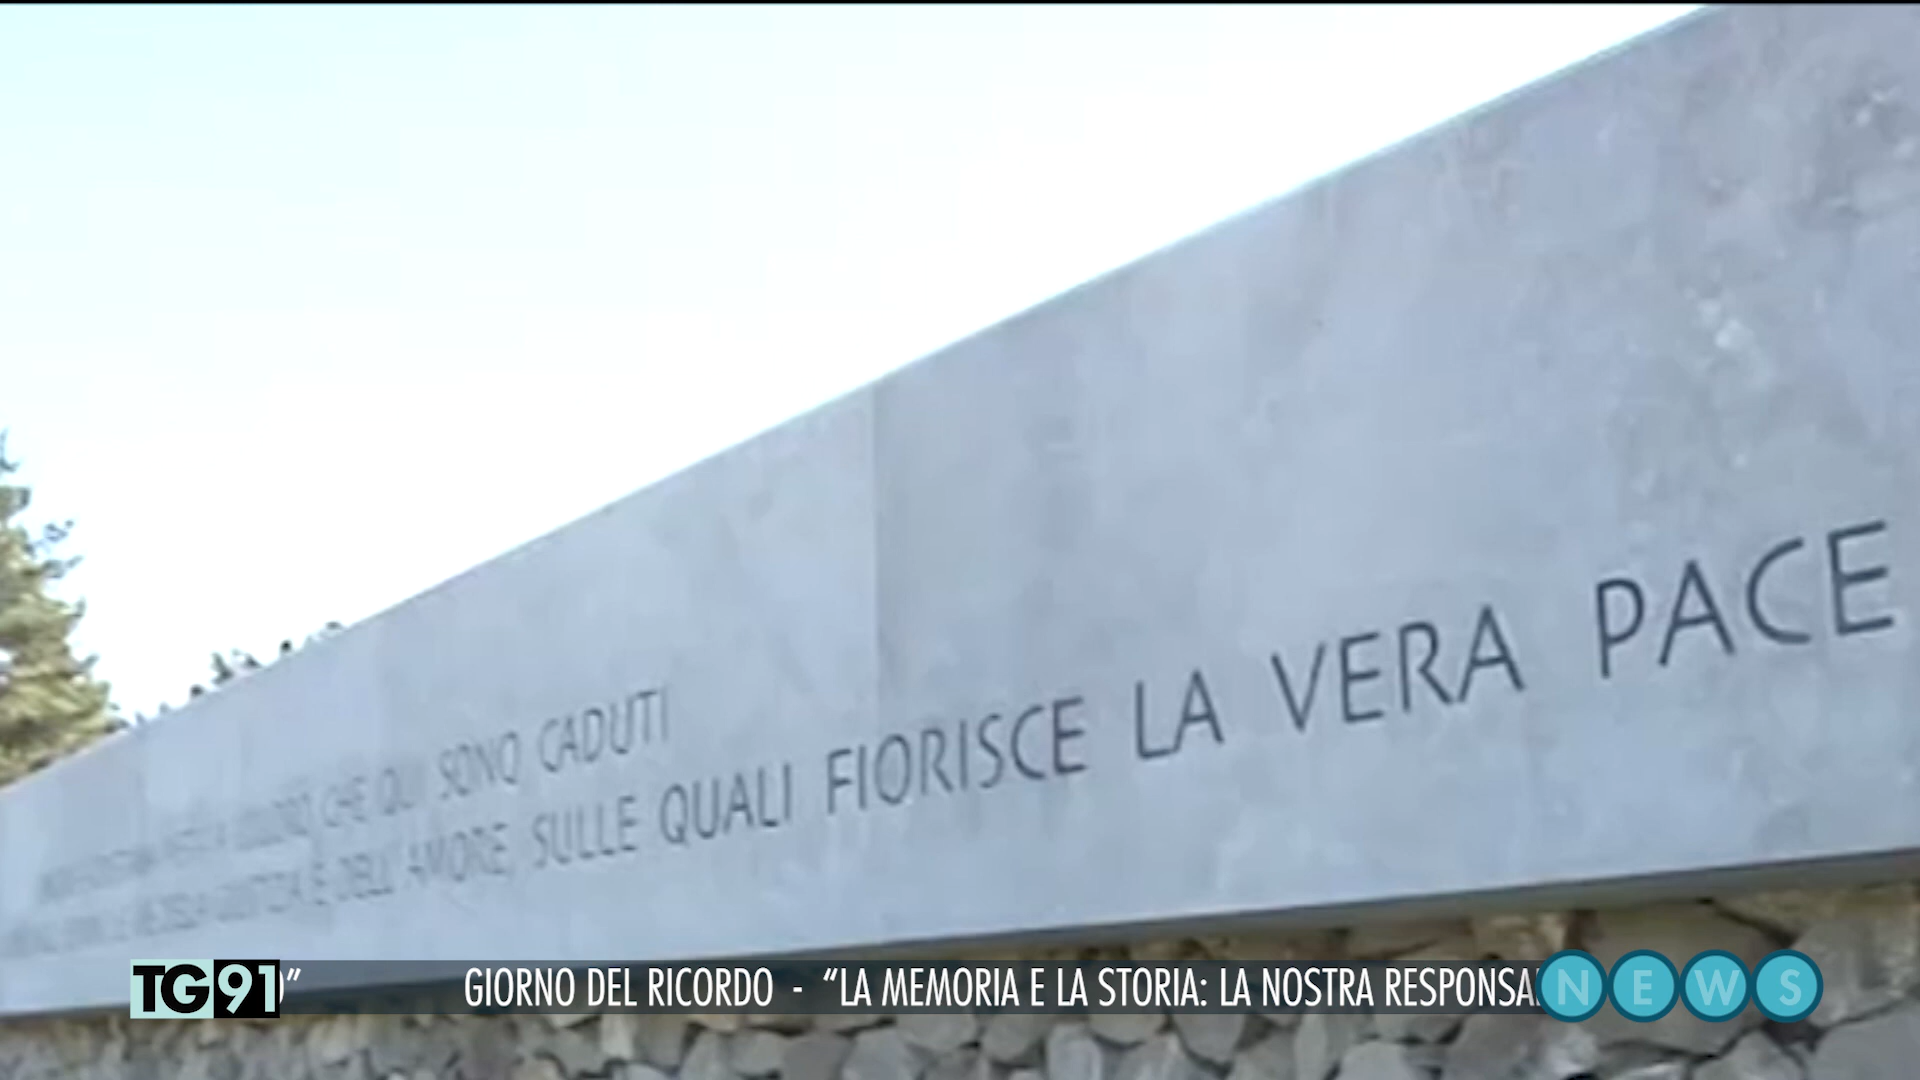 CHE QUI SONO CADUTI
E DELL'AMORE, SULLE QUALI FIORISCE LA VERA PACE
TG91 O” GIORNO DEL RICORDO - “LA MEMORIA E LA STORIA: LA NOSTRA RESPONSA NEWS